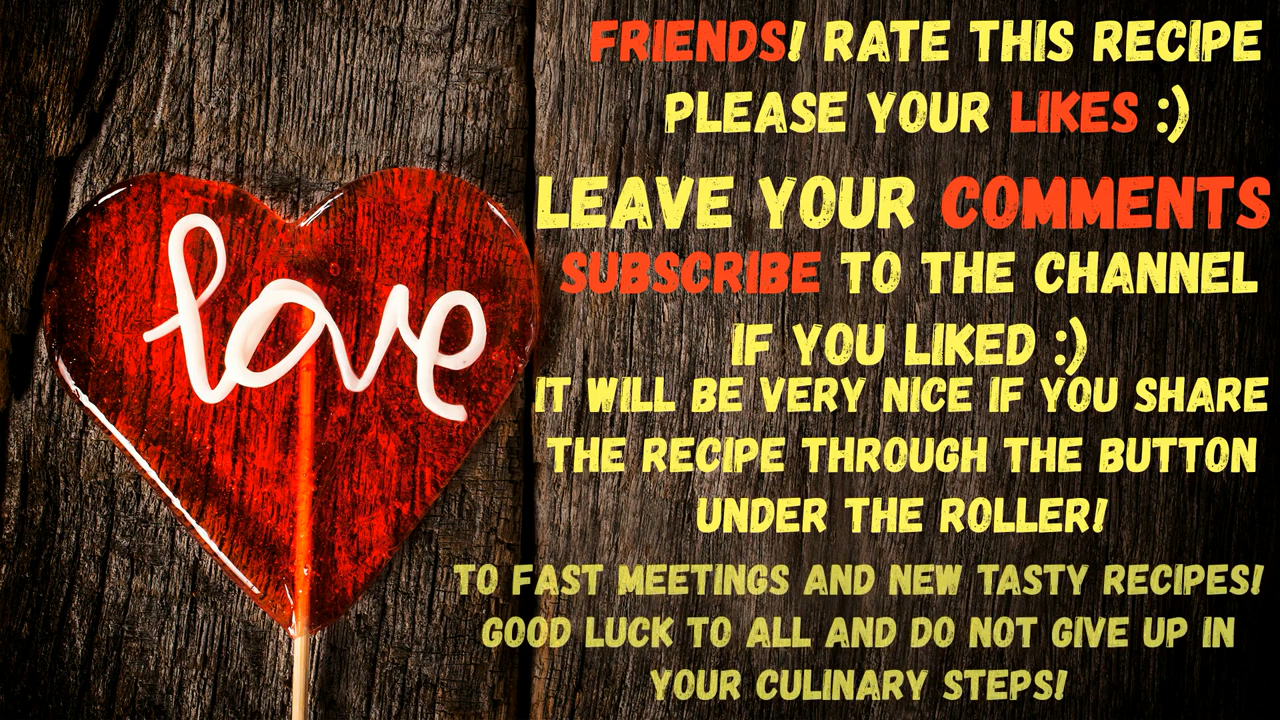 love
FRIENDS! RATE THIS RECIPE
PLEASE YOUR LIKES :)
LEAVE YOUR COMMENTS
SUBSCRIBE TO THE CHANNEL
IF YOU LIKED :)
IT WILL BE VERY NICE IF YOU SHARE
THE RECIPE THROUGH THE BUTTON
UNDER THE ROLLER!
TO FAST MEETINGS AND NEW TASTY RECIPES!
GOOD LUCK TO ALL AND DO NOT GIVE UP IN
YOUR CULINARY STEPS!